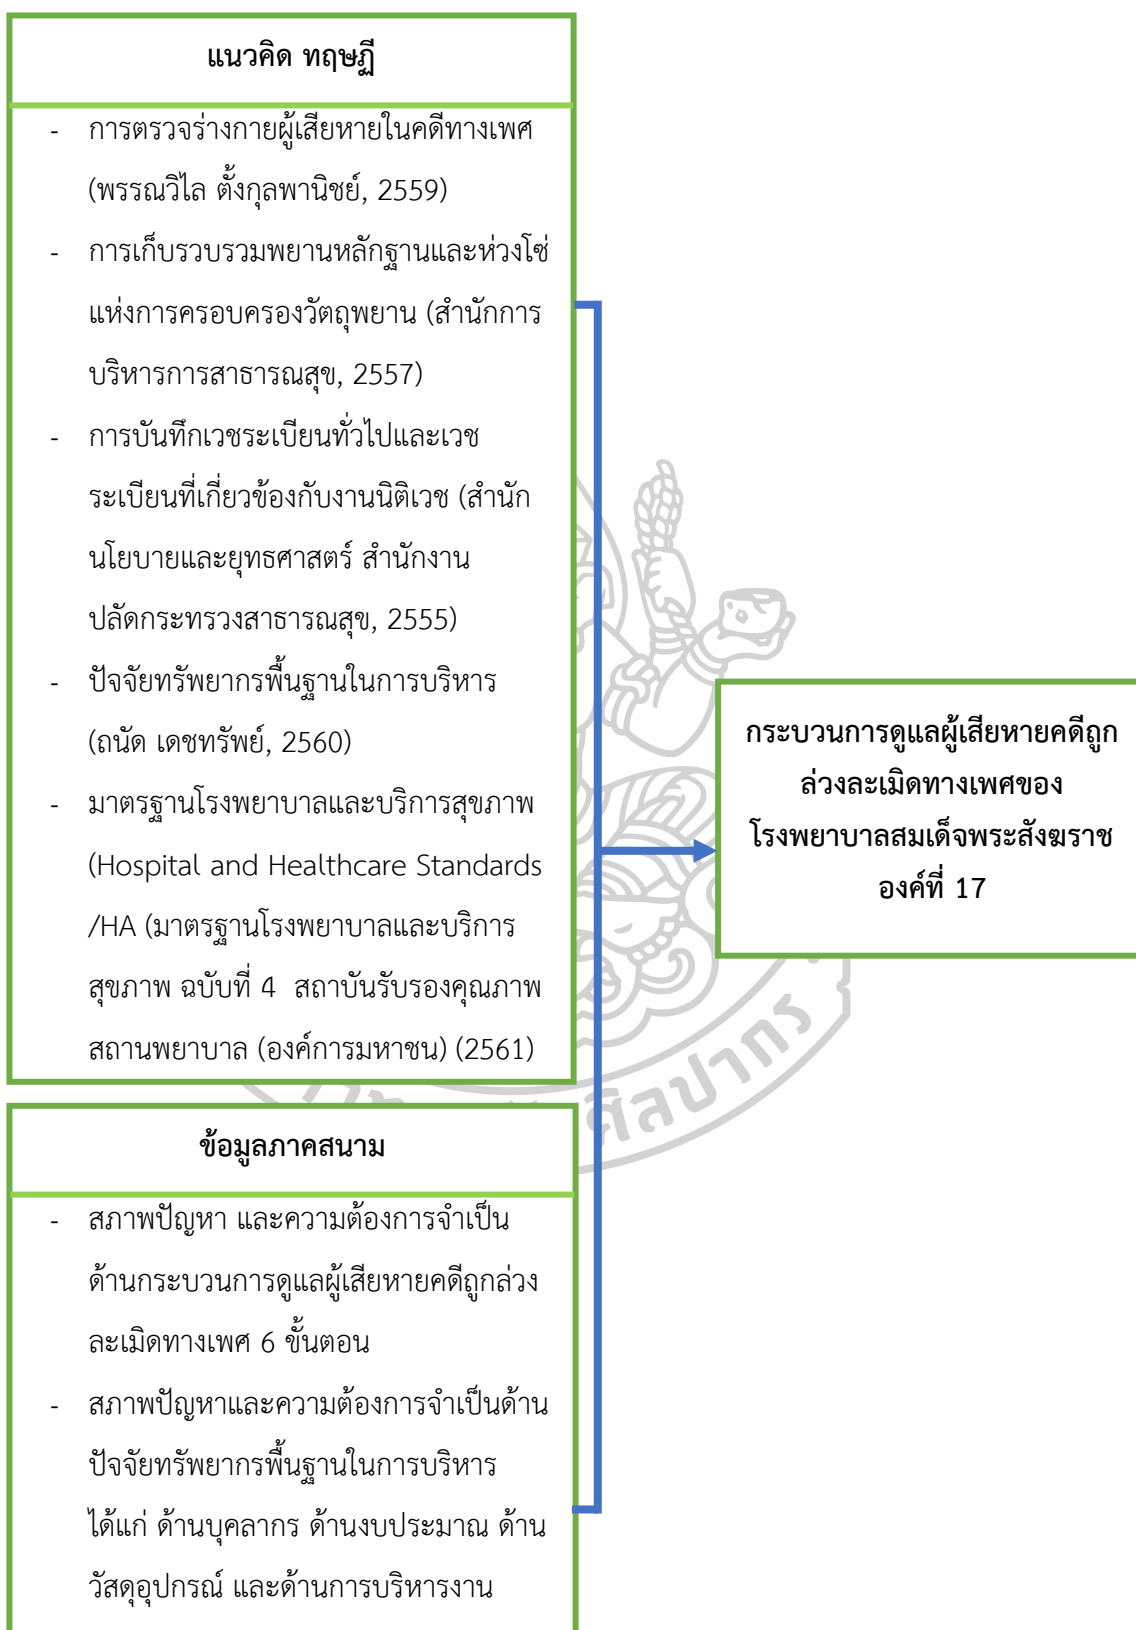 แนวคิด ทฤษฏี
- การตรวจร่างกายผู้เสียหายในคดีทางเพศ
(พรรณวิไล ตั้งกุลพานิชย์, 2559)
- การเก็บรวบรวมพยานหลักฐานและห่วงโซ่
แห่งการครอบครองวัตถุพยาน (สำนักการ
บริหารการสาธารณสุข, 2557)
- การบันทึกเวชระเบียนทั่วไปและเวช
ระเบียนที่เกี่ยวข้องกับงานนิติเวช (สำนัก
นโยบายและยุทธศาสตร์ สำนักงาน
ปลัดกระทรวงสาธารณสุข, 2555)
- ปัจจัยทรัพยากรพื้นฐานในการบริหาร
(ถนัด เดชทรัพย์, 2560)
- มาตรฐานโรงพยาบาลและบริการสุขภาพ
(Hospital and Healthcare Standards
/HA (มาตรฐานโรงพยาบาลและบริการ
สุขภาพ ฉบับที่ 4 สถาบันรับรองคุณภาพ
สถานพยาบาล (องค์การมหาชน) (2561)
ข้อมูลภาคสนาม
- สภาพปัญหา และความต้องการจำเป็น
ด้านกระบวนการดูแลผู้เสียหายคดีถูกล่วง
ละเมิดทางเพศ 6 ขั้นตอน
- สภาพปัญหาและความต้องการจำเป็นด้าน
ปัจจัยทรัพยากรพื้นฐานในการบริหาร
ได้แก่ ด้านบุคลากร ด้านงบประมาณ ด้าน
วัสดุอุปกรณ์ และด้านการบริหารงาน
กระบวนการดูแลผู้เสียหายคดีถูก
ล่วงละเมิดทางเพศของ
โรงพยาบาลสมเด็จพระสังฆราช
องค์ที่ 17
ศิลปากร